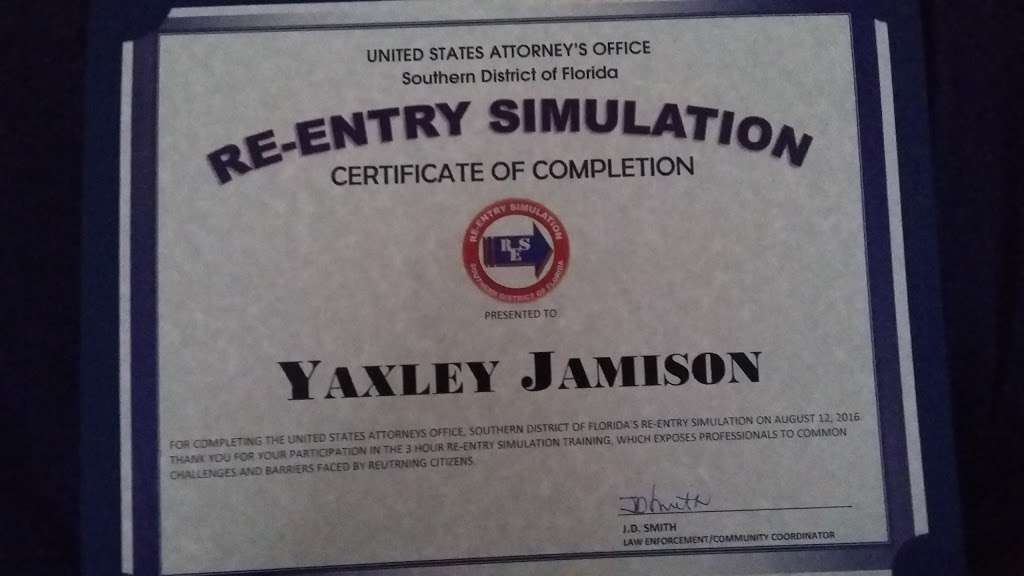 UNITED STATES ATTORNEY'S OFFICE
Southern District of Florida
RE-ENTRY SIMULATION
CERTIFICATE OF COMPLETION
RE-ENTRY SIMULATION
RES
SOUTHERN DISTRICT OF FLORIDA
PRESENTED TO
YAXLEY JAMISON
FOR COMPLETING THE UNITED STATES ATTORNEYS OFFICE, SOUTHERN DISTRICT OF FLORIDA'S RE-ENTRY SIMULATION ON AUGUST 12, 2016.
THANK YOU FOR YOUR PARTICIPATION IN THE 3 HOUR RE-ENTRY SIMULATION TRAINING, WHICH EXPOSES PROFESSIONALS TO COMMON
CHALLENGES AND BARRIERS FACED BY REUTRNING CITIZENS.
JD Smith
J.D. SMITH
LAW ENFORCEMENT/COMMUNITY COORDINATOR